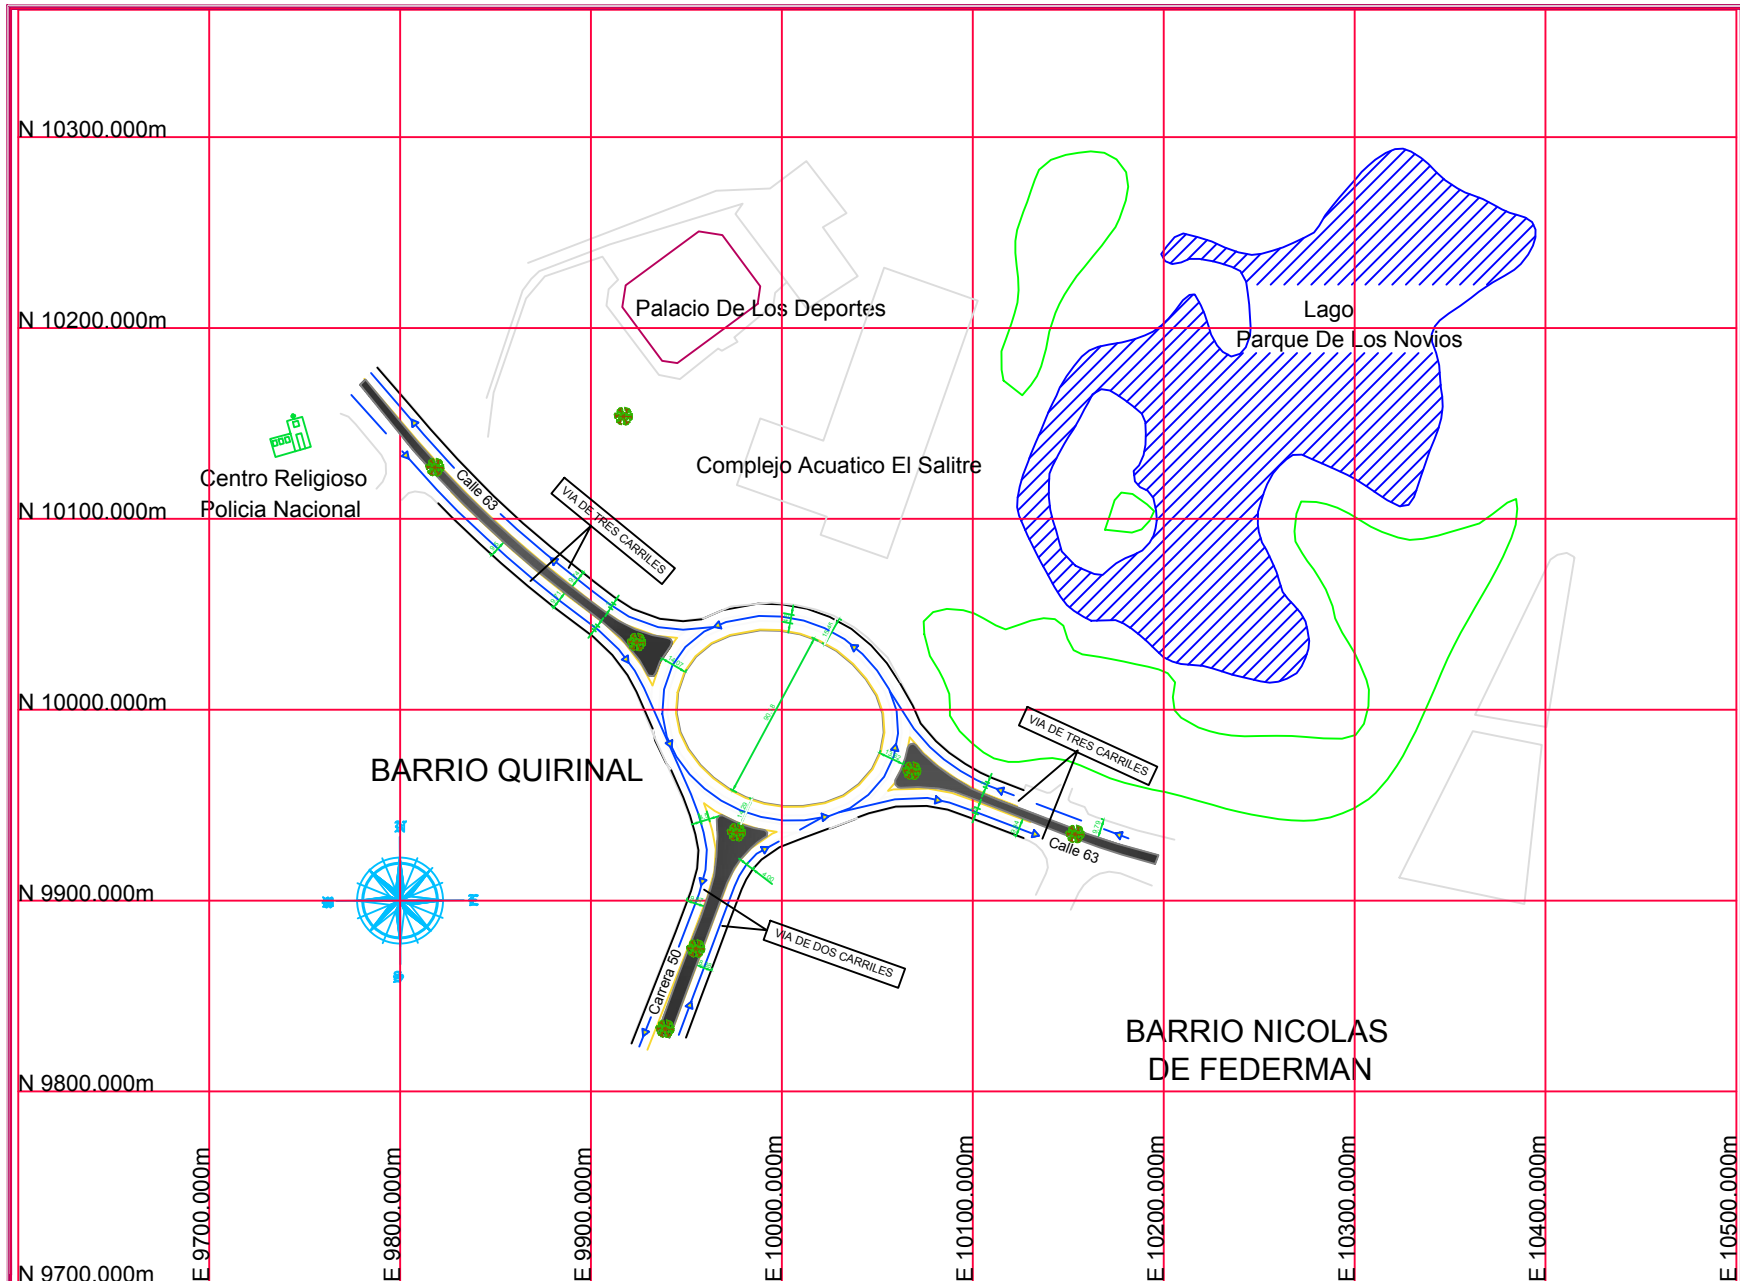 N 10300.000m
Palacio De Los Deportes
Lago
N 10200.000m
Parque De Los Novios
Complejo Acuatico El Salitre
Centro Religioso
Policia Nacional
Calle 63
VIA DE TRES CARRILES
N 10100.000m
N 10000.000m
VIA DE TRES CARRILES
BARRIO QUIRINAL
Calle 63
N 9900.000m
VIA DE DOS CARRILES
Carrera 50
BARRIO NICOLAS
DE FEDERMAN
N 9800.000m
E 9700.000m
E 9800.000m
E 9900.000m
E 10000.000m
E 10100.000m
E 10200.000m
E 10300.000m
E 10400.000m
E 10500.000m
N 9700.000m